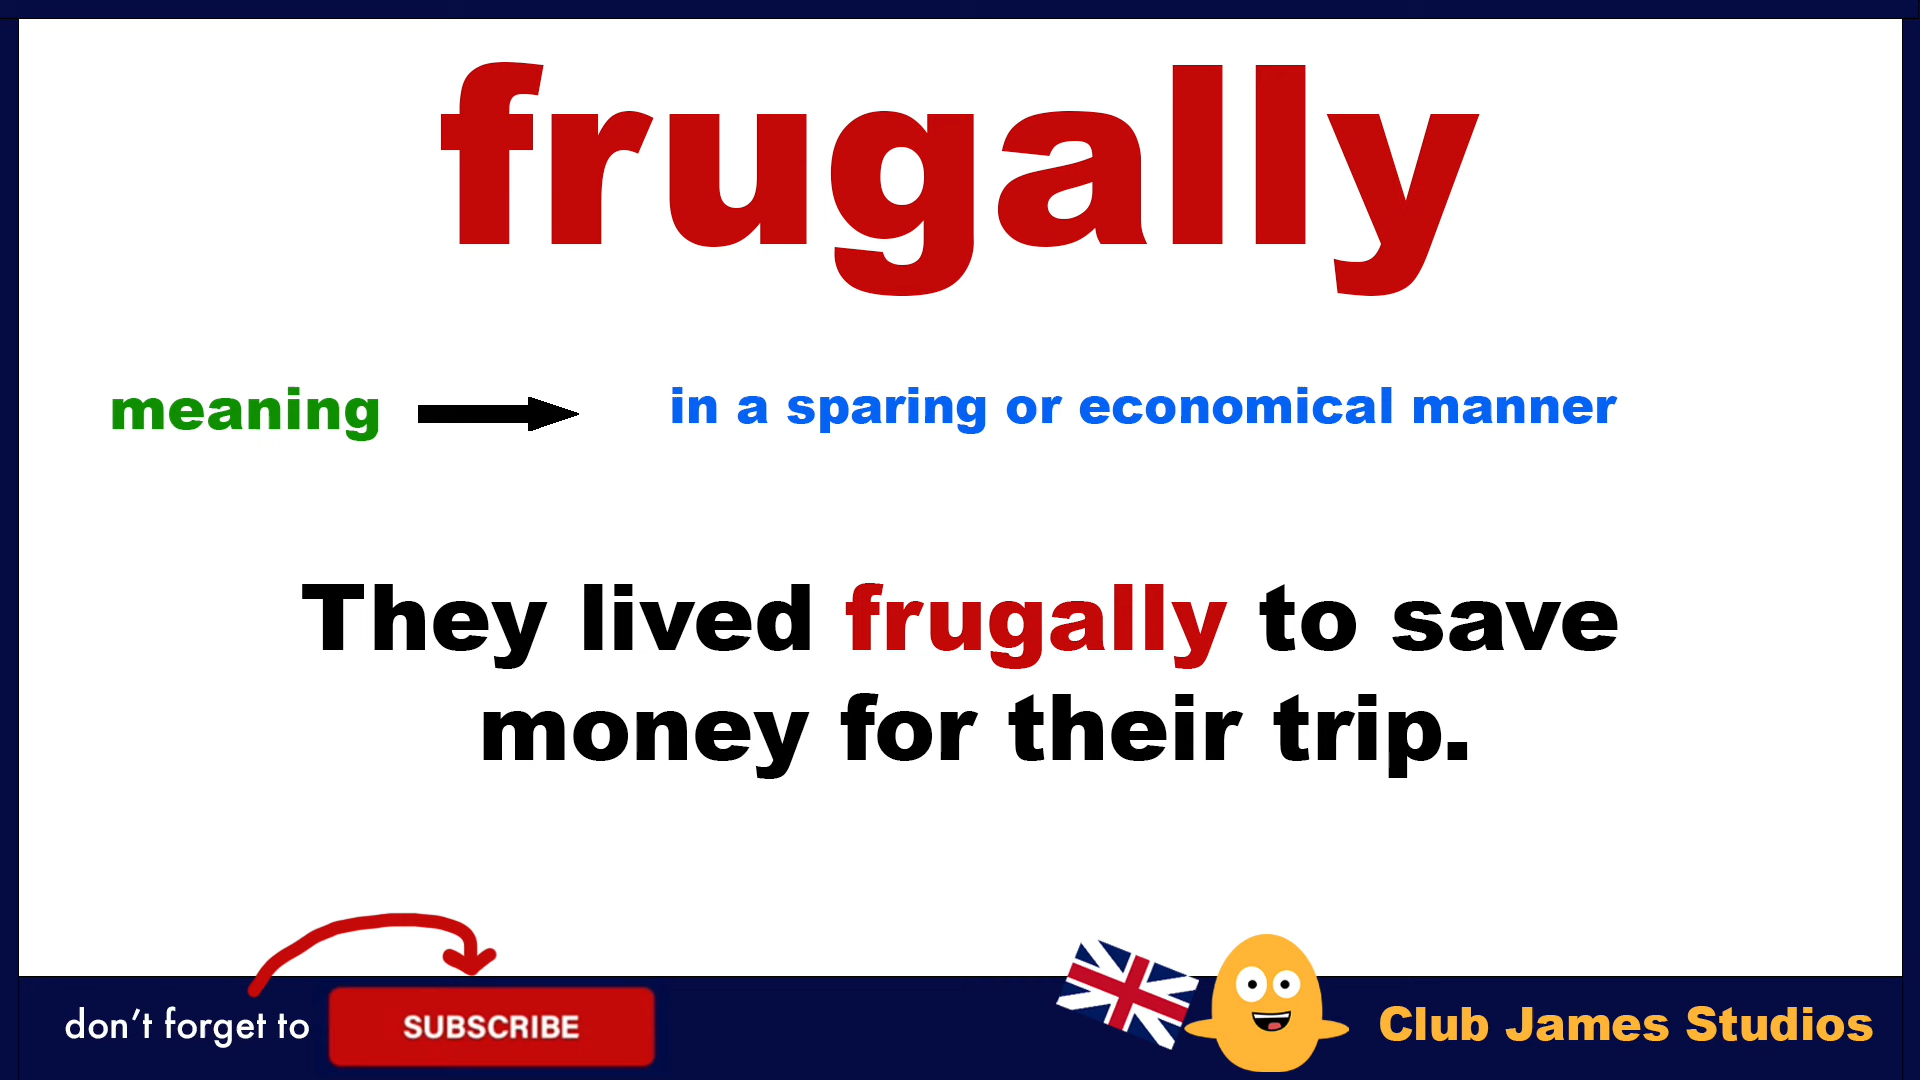 frugally
meaning
in a sparing or economical manner
They lived frugally to save
money for their trip.
don't forget to
SUBSCRIBE
Club James Studios